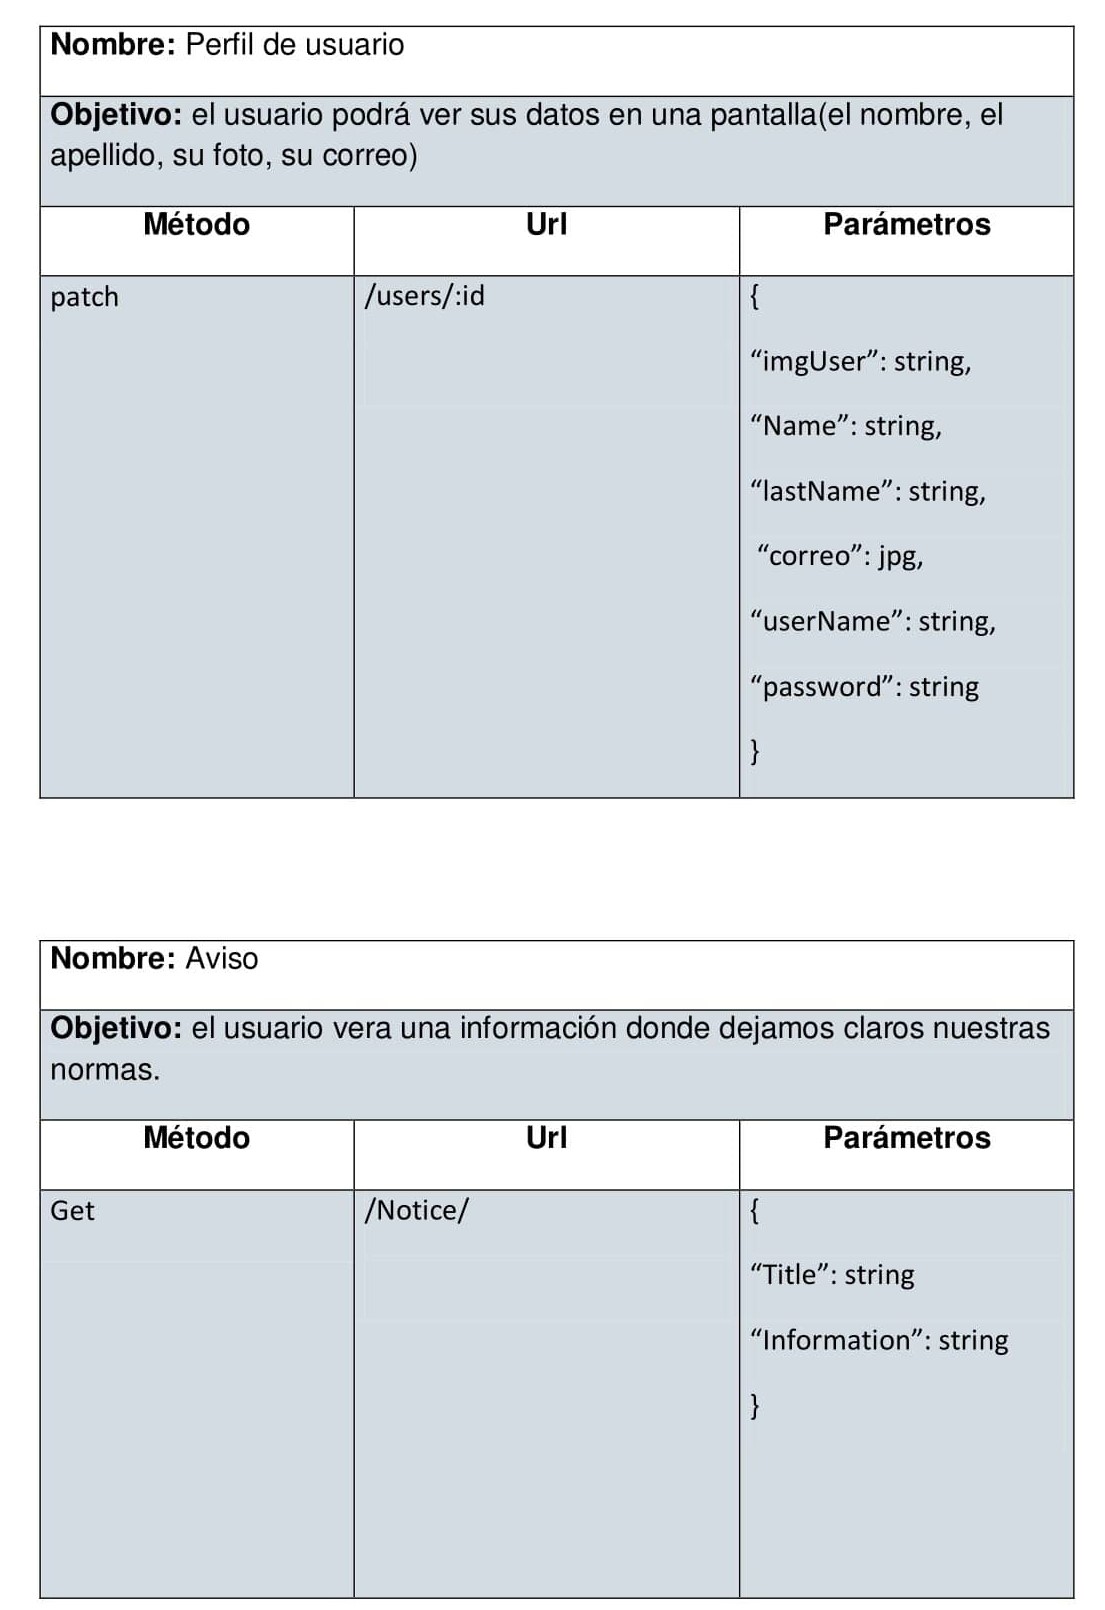 Nombre: Perfil de usuario
Objetivo: el usuario podrá ver sus datos en una pantalla(el nombre, el
apellido, su foto, su correo)
Método Url Parámetros
patch /users/:id {
“imgUser”: string,
“Name”: string,
“lastName”: string,
“correo”: jpg,
“userName”: string,
“password”: string
}
Nombre: Aviso
Objetivo: el usuario vera una información donde dejamos claros nuestras
normas.
Método Url Parámetros
Get /Notice/ {
“Title”: string
“Information”: string
}